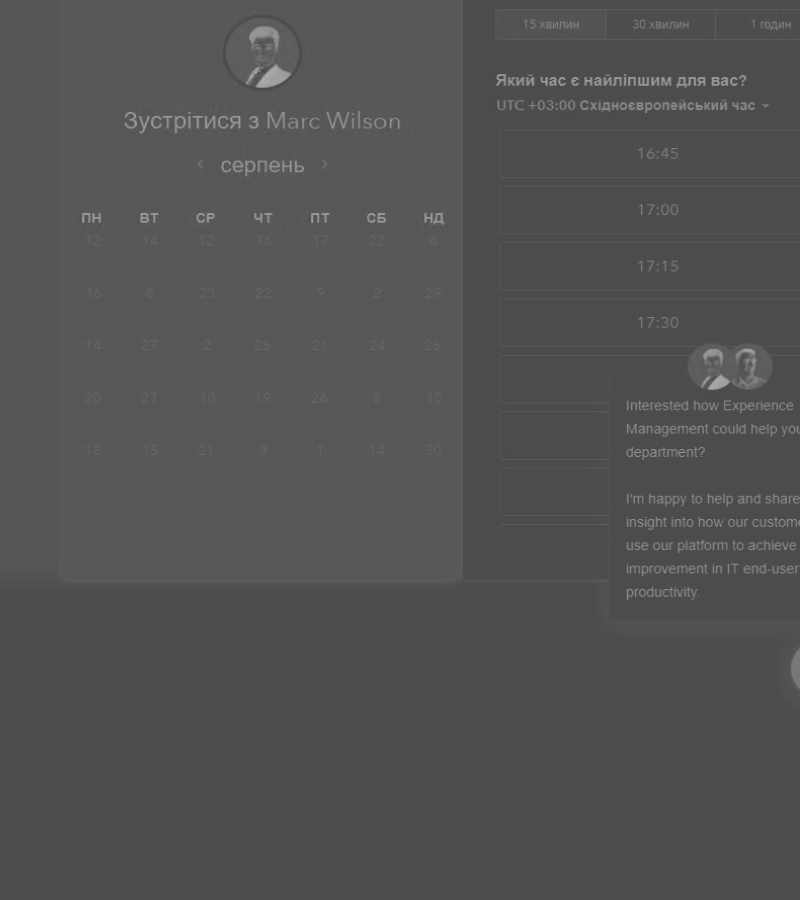 Зустрітися з Marc Wilson
серпень
ПН ВТ СР ЧТ ПТ СБ НД
12 14 12 16 17 22 8
16 8 23 22 9 2 29
14 27 2 26 21 24 26
20 27 10 19 26 8 10
18 15 21 9 1 14 30
15 хвилин 30 хвилин 1 годин
Який час є найліпшим для вас?
UTC +03:00 Східноєвропейський час
16:45
17:00
17:15
17:30
Interested how Experience
Management could help you
department?
I'm happy to help and share
insight into how our custome
use our platform to achieve
improvement in IT end-user
productivity.